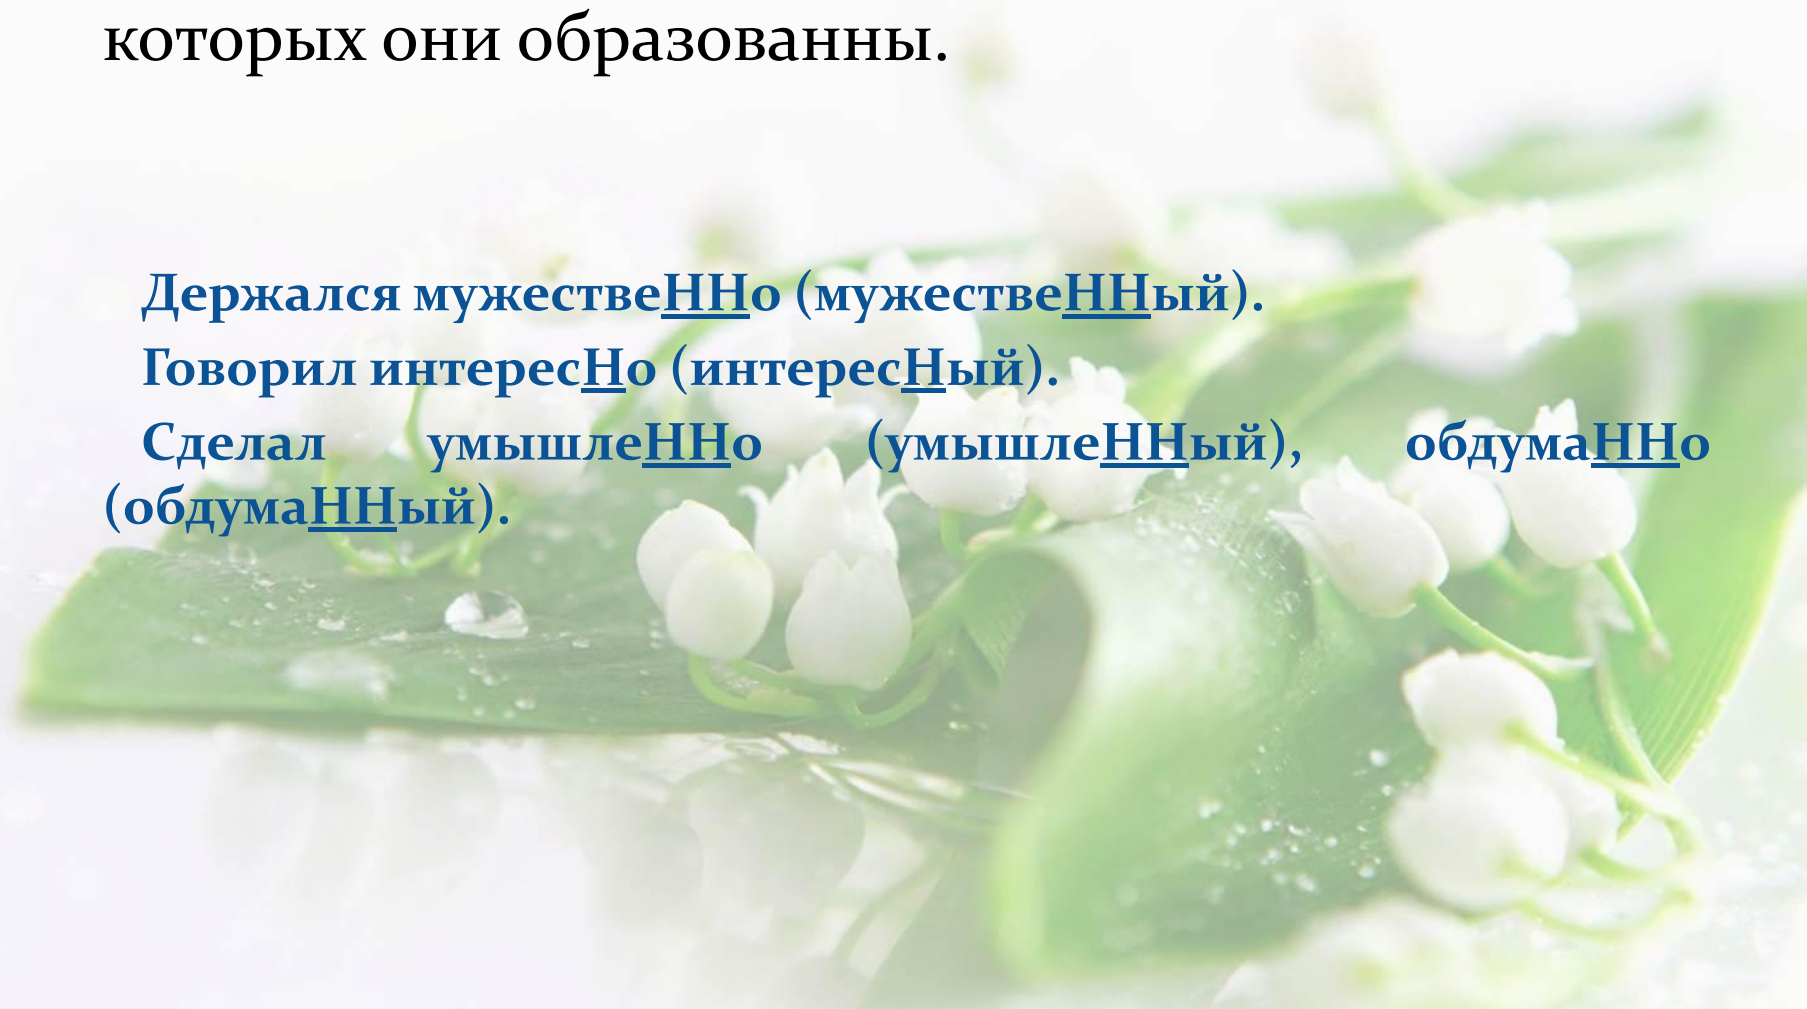 которых они образованны.
Держался мужествеННо (мужествеННый).
Говорил интересНо (интересНый).
Сделал умышлеННо (умышлеННый), обдумаННо
(обдумаННый).